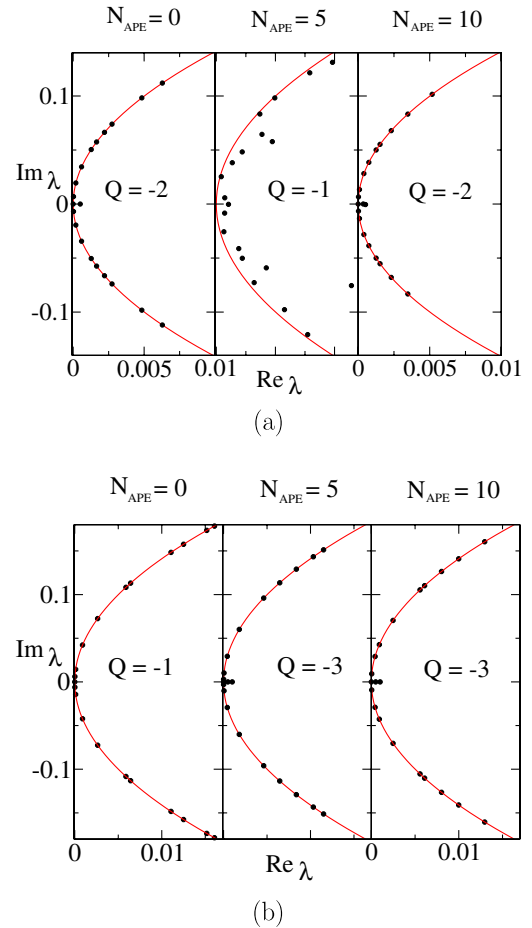 N_APE = 0 N_APE = 5 N_APE = 10
0.1
Im λ
Q = -2 Q = -1 Q = -2
0
-0.1
0 0.005 0.01 0 0.005 0.01
Re λ
(a)
N_APE = 0 N_APE = 5 N_APE = 10
0.1
Im λ
Q = -1 Q = -3 Q = -3
0
-0.1
0 0.01 0 0.01
Re λ
(b)